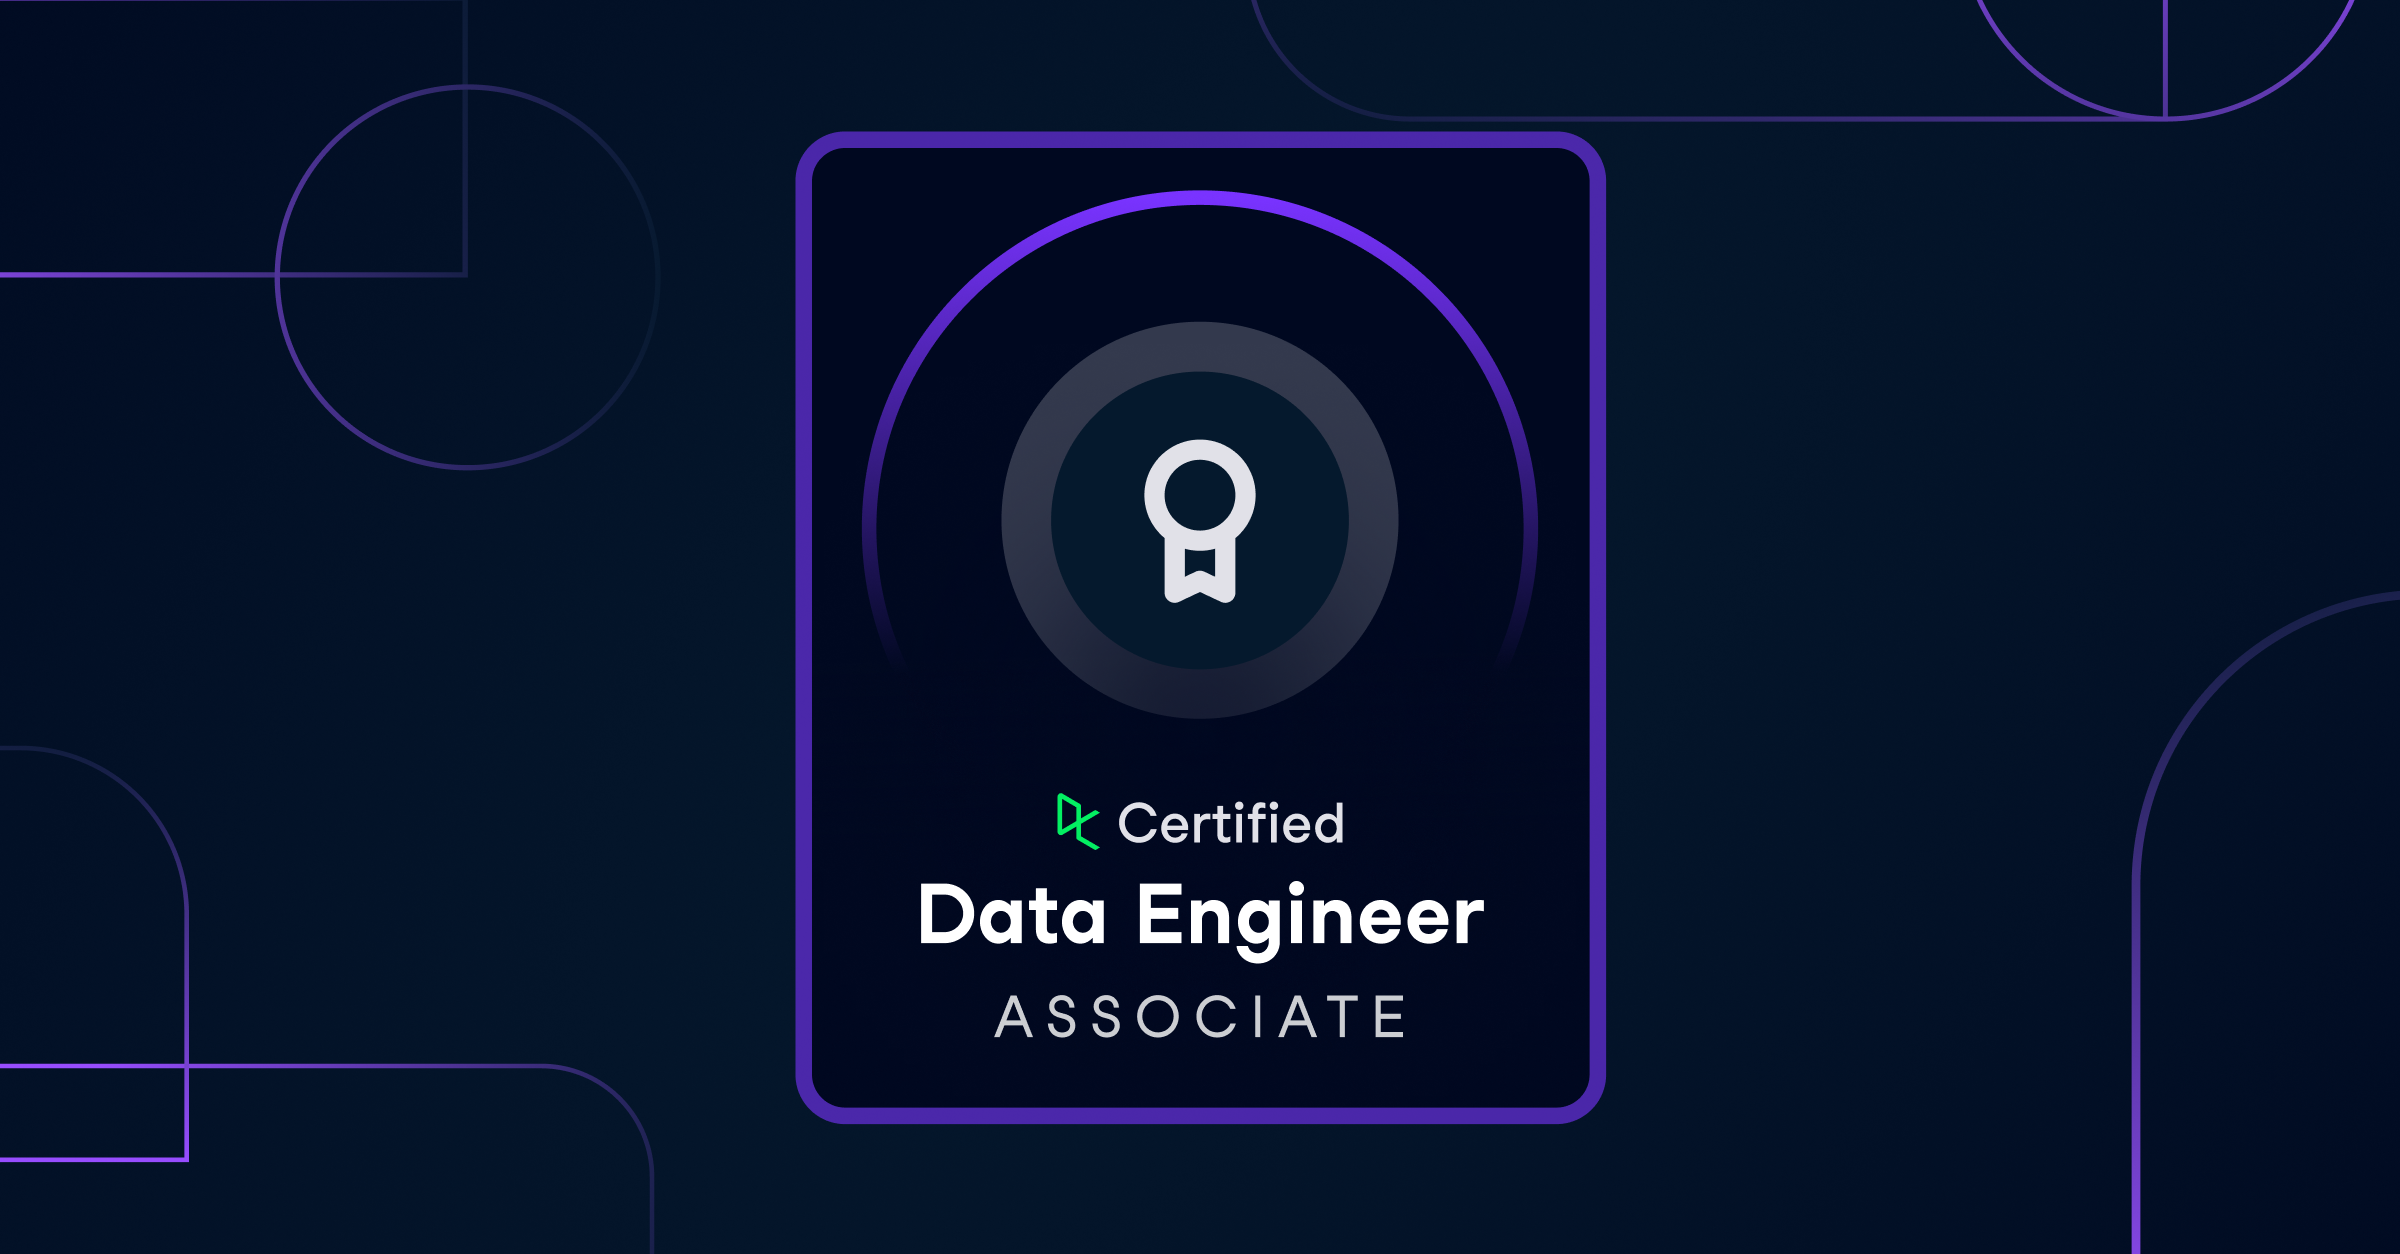 Certified
Data Engineer
ASSOCIATE